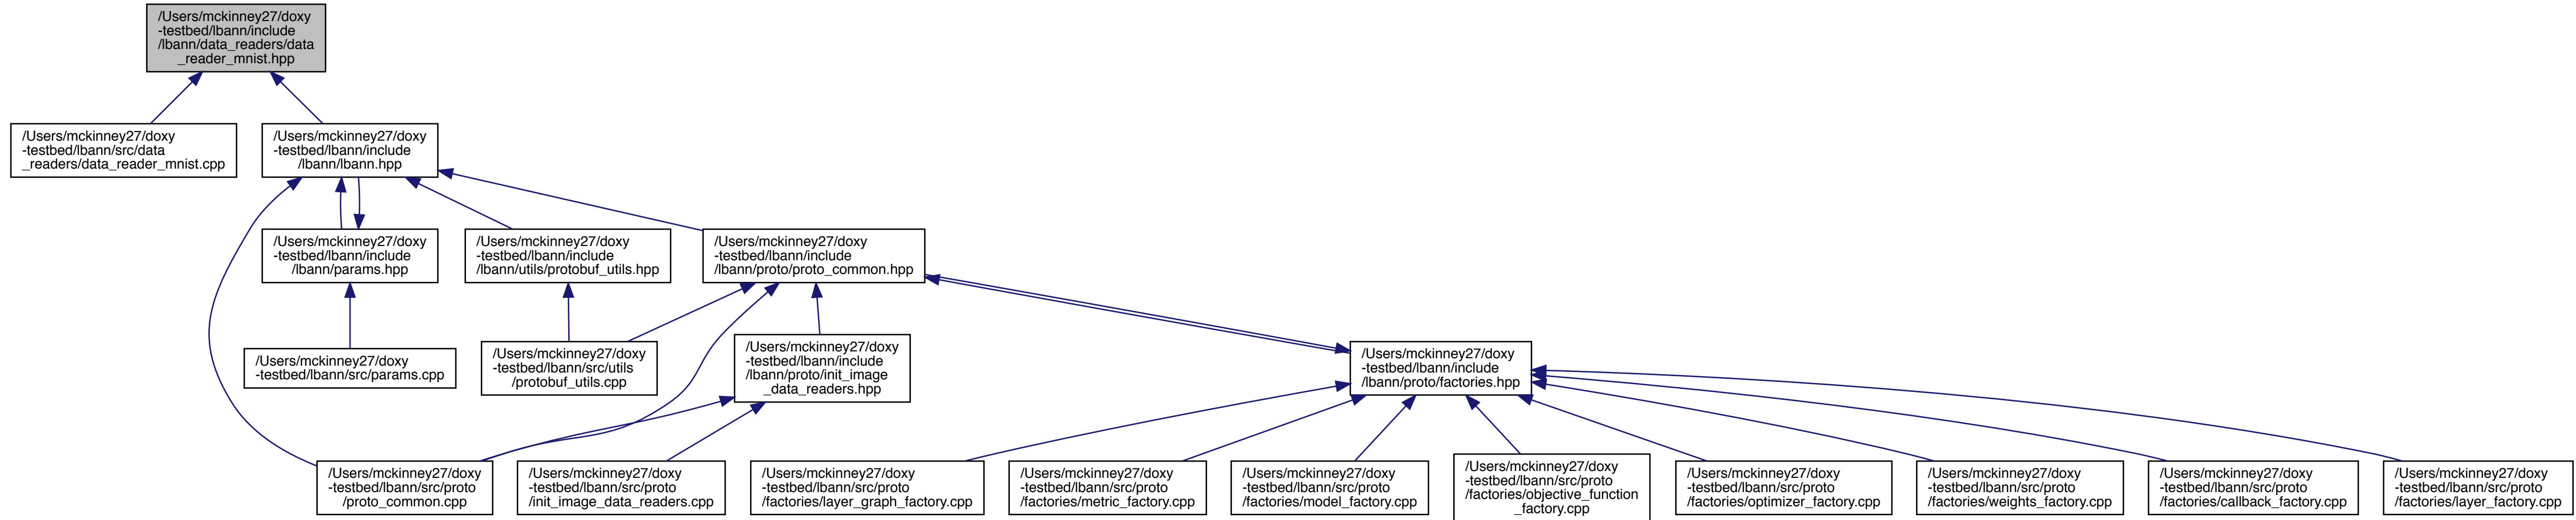 /Users/mckinney27/doxy
-testbed/lbann/include
/lbann/data_readers/data
_reader_mnist.hpp
/Users/mckinney27/doxy
-testbed/lbann/src/data
_readers/data_reader_mnist.cpp
/Users/mckinney27/doxy
-testbed/lbann/include
/lbann/lbann.hpp
/Users/mckinney27/doxy
-testbed/lbann/include
/lbann/params.hpp
/Users/mckinney27/doxy
-testbed/lbann/include
/lbann/utils/protobuf_utils.hpp
/Users/mckinney27/doxy
-testbed/lbann/include
/lbann/proto/proto_common.hpp
/Users/mckinney27/doxy
-testbed/lbann/src/params.cpp
/Users/mckinney27/doxy
-testbed/lbann/src/utils
/protobuf_utils.cpp
/Users/mckinney27/doxy
-testbed/lbann/include
/lbann/proto/init_image
_data_readers.hpp
/Users/mckinney27/doxy
-testbed/lbann/include
/lbann/proto/factories.hpp
/Users/mckinney27/doxy
-testbed/lbann/src/proto
/proto_common.cpp
/Users/mckinney27/doxy
-testbed/lbann/src/proto
/init_image_data_readers.cpp
/Users/mckinney27/doxy
-testbed/lbann/src/proto
/factories/layer_graph_factory.cpp
/Users/mckinney27/doxy
-testbed/lbann/src/proto
/factories/metric_factory.cpp
/Users/mckinney27/doxy
-testbed/lbann/src/proto
/factories/model_factory.cpp
/Users/mckinney27/doxy
-testbed/lbann/src/proto
/factories/objective_function
_factory.cpp
/Users/mckinney27/doxy
-testbed/lbann/src/proto
/factories/optimizer_factory.cpp
/Users/mckinney27/doxy
-testbed/lbann/src/proto
/factories/weights_factory.cpp
/Users/mckinney27/doxy
-testbed/lbann/src/proto
/factories/callback_factory.cpp
/Users/mckinney27/doxy
-testbed/lbann/src/proto
/factories/layer_factory.cpp